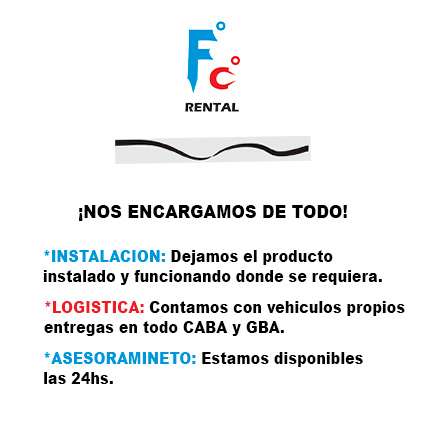 F°
C°
RENTAL
¡NOS ENCARGAMOS DE TODO!
*INSTALACION: Dejamos el producto
instalado y funcionando donde se requiera.
*LOGISTICA: Contamos con vehiculos propios
entregas en todo CABA y GBA.
*ASESORAMINETO: Estamos disponibles
las 24hs.